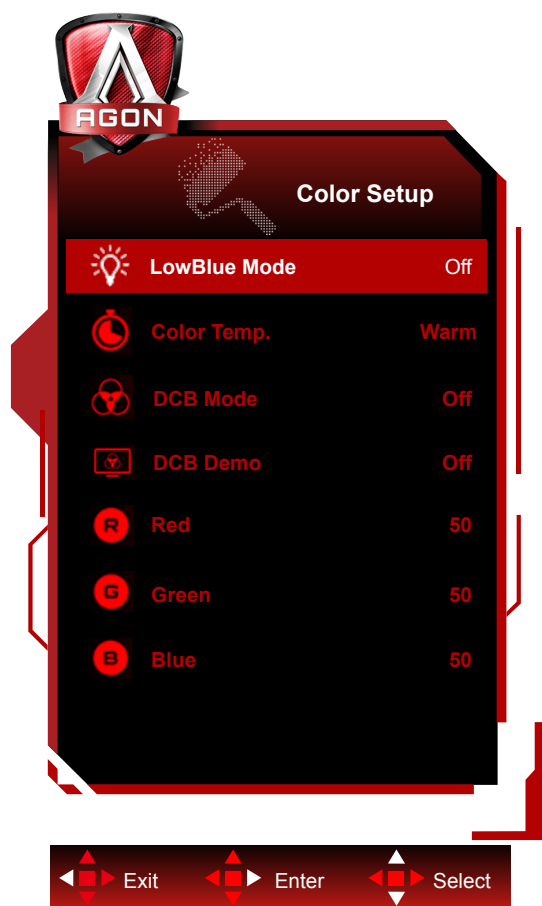 AGON
Color Setup
LowBlue Mode Off
Color Temp. Warm
DCB Mode Off
DCB Demo Off
R Red 50
G Green 50
B Blue 50
Exit Enter Select